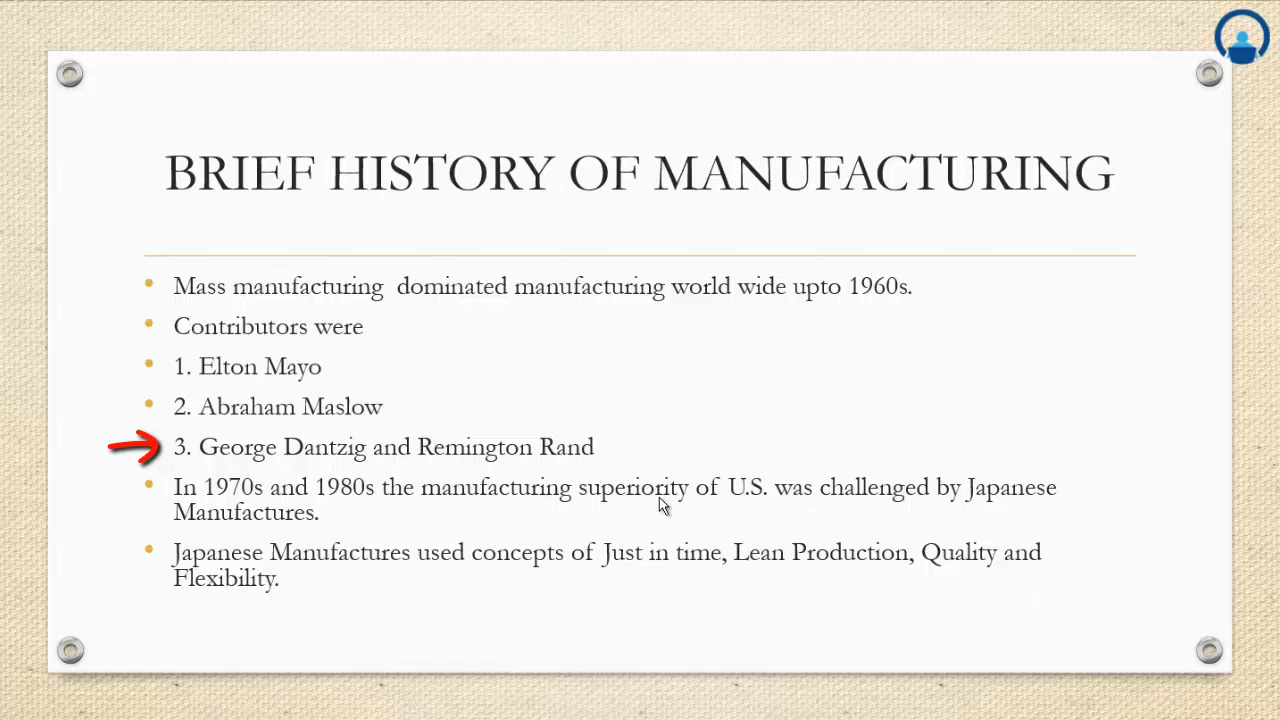 BRIEF HISTORY OF MANUFACTURING
• Mass manufacturing dominated manufacturing world wide upto 1960s.
• Contributors were
• 1. Elton Mayo
• 2. Abraham Maslow
3. George Dantzig and Remington Rand
• In 1970s and 1980s the manufacturing superiority of U.S. was challenged by Japanese
Manufactures.
• Japanese Manufactures used concepts of Just in time, Lean Production, Quality and
Flexibility.